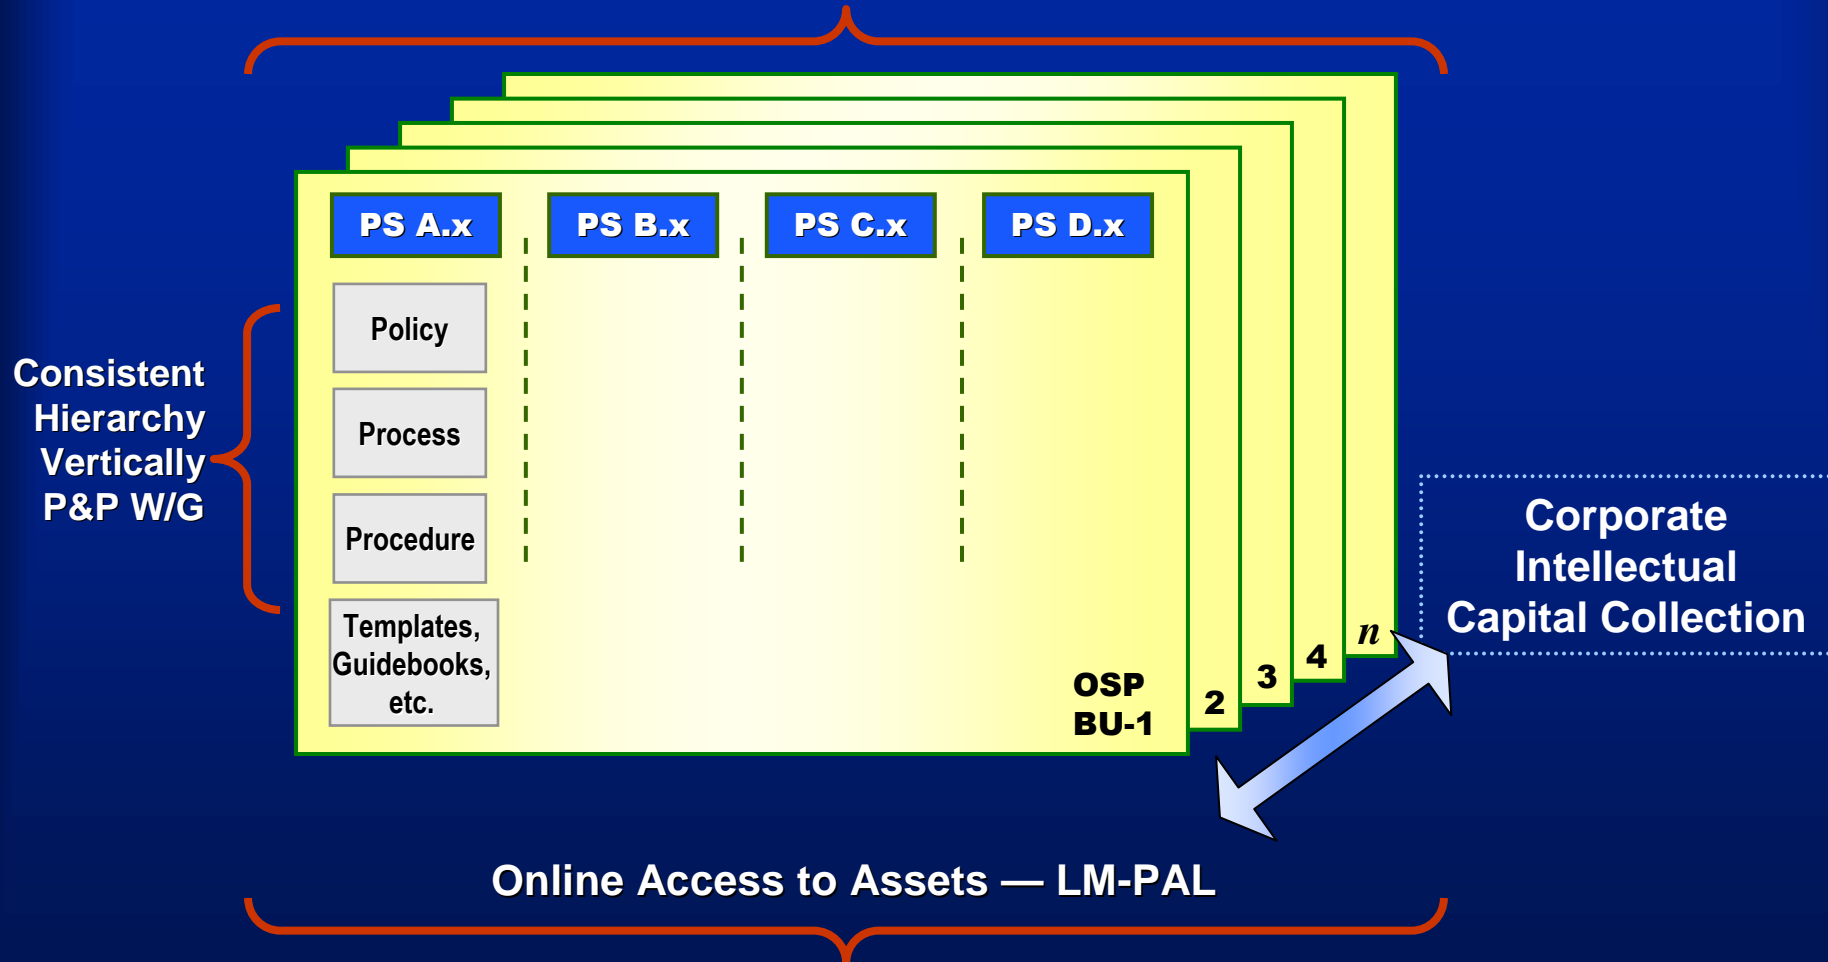 PS A.x
PS B.x
PS C.x
PS D.x
Policy
Process
Procedure
Templates,
Guidebooks,
etc.
Consistent
Hierarchy
Vertically
P&P W/G
OSP
BU-1
2
3
4
n
Corporate
Intellectual
Capital Collection
Online Access to Assets — LM-PAL